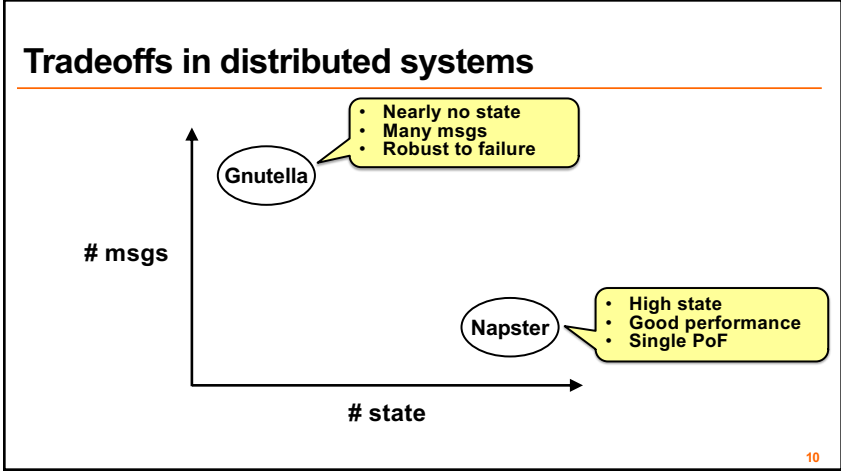 Tradeoffs in distributed systems
• Nearly no state
• Many msgs
• Robust to failure
Gnutella
# msgs
• High state
• Good performance
• Single PoF
Napster
# state
10